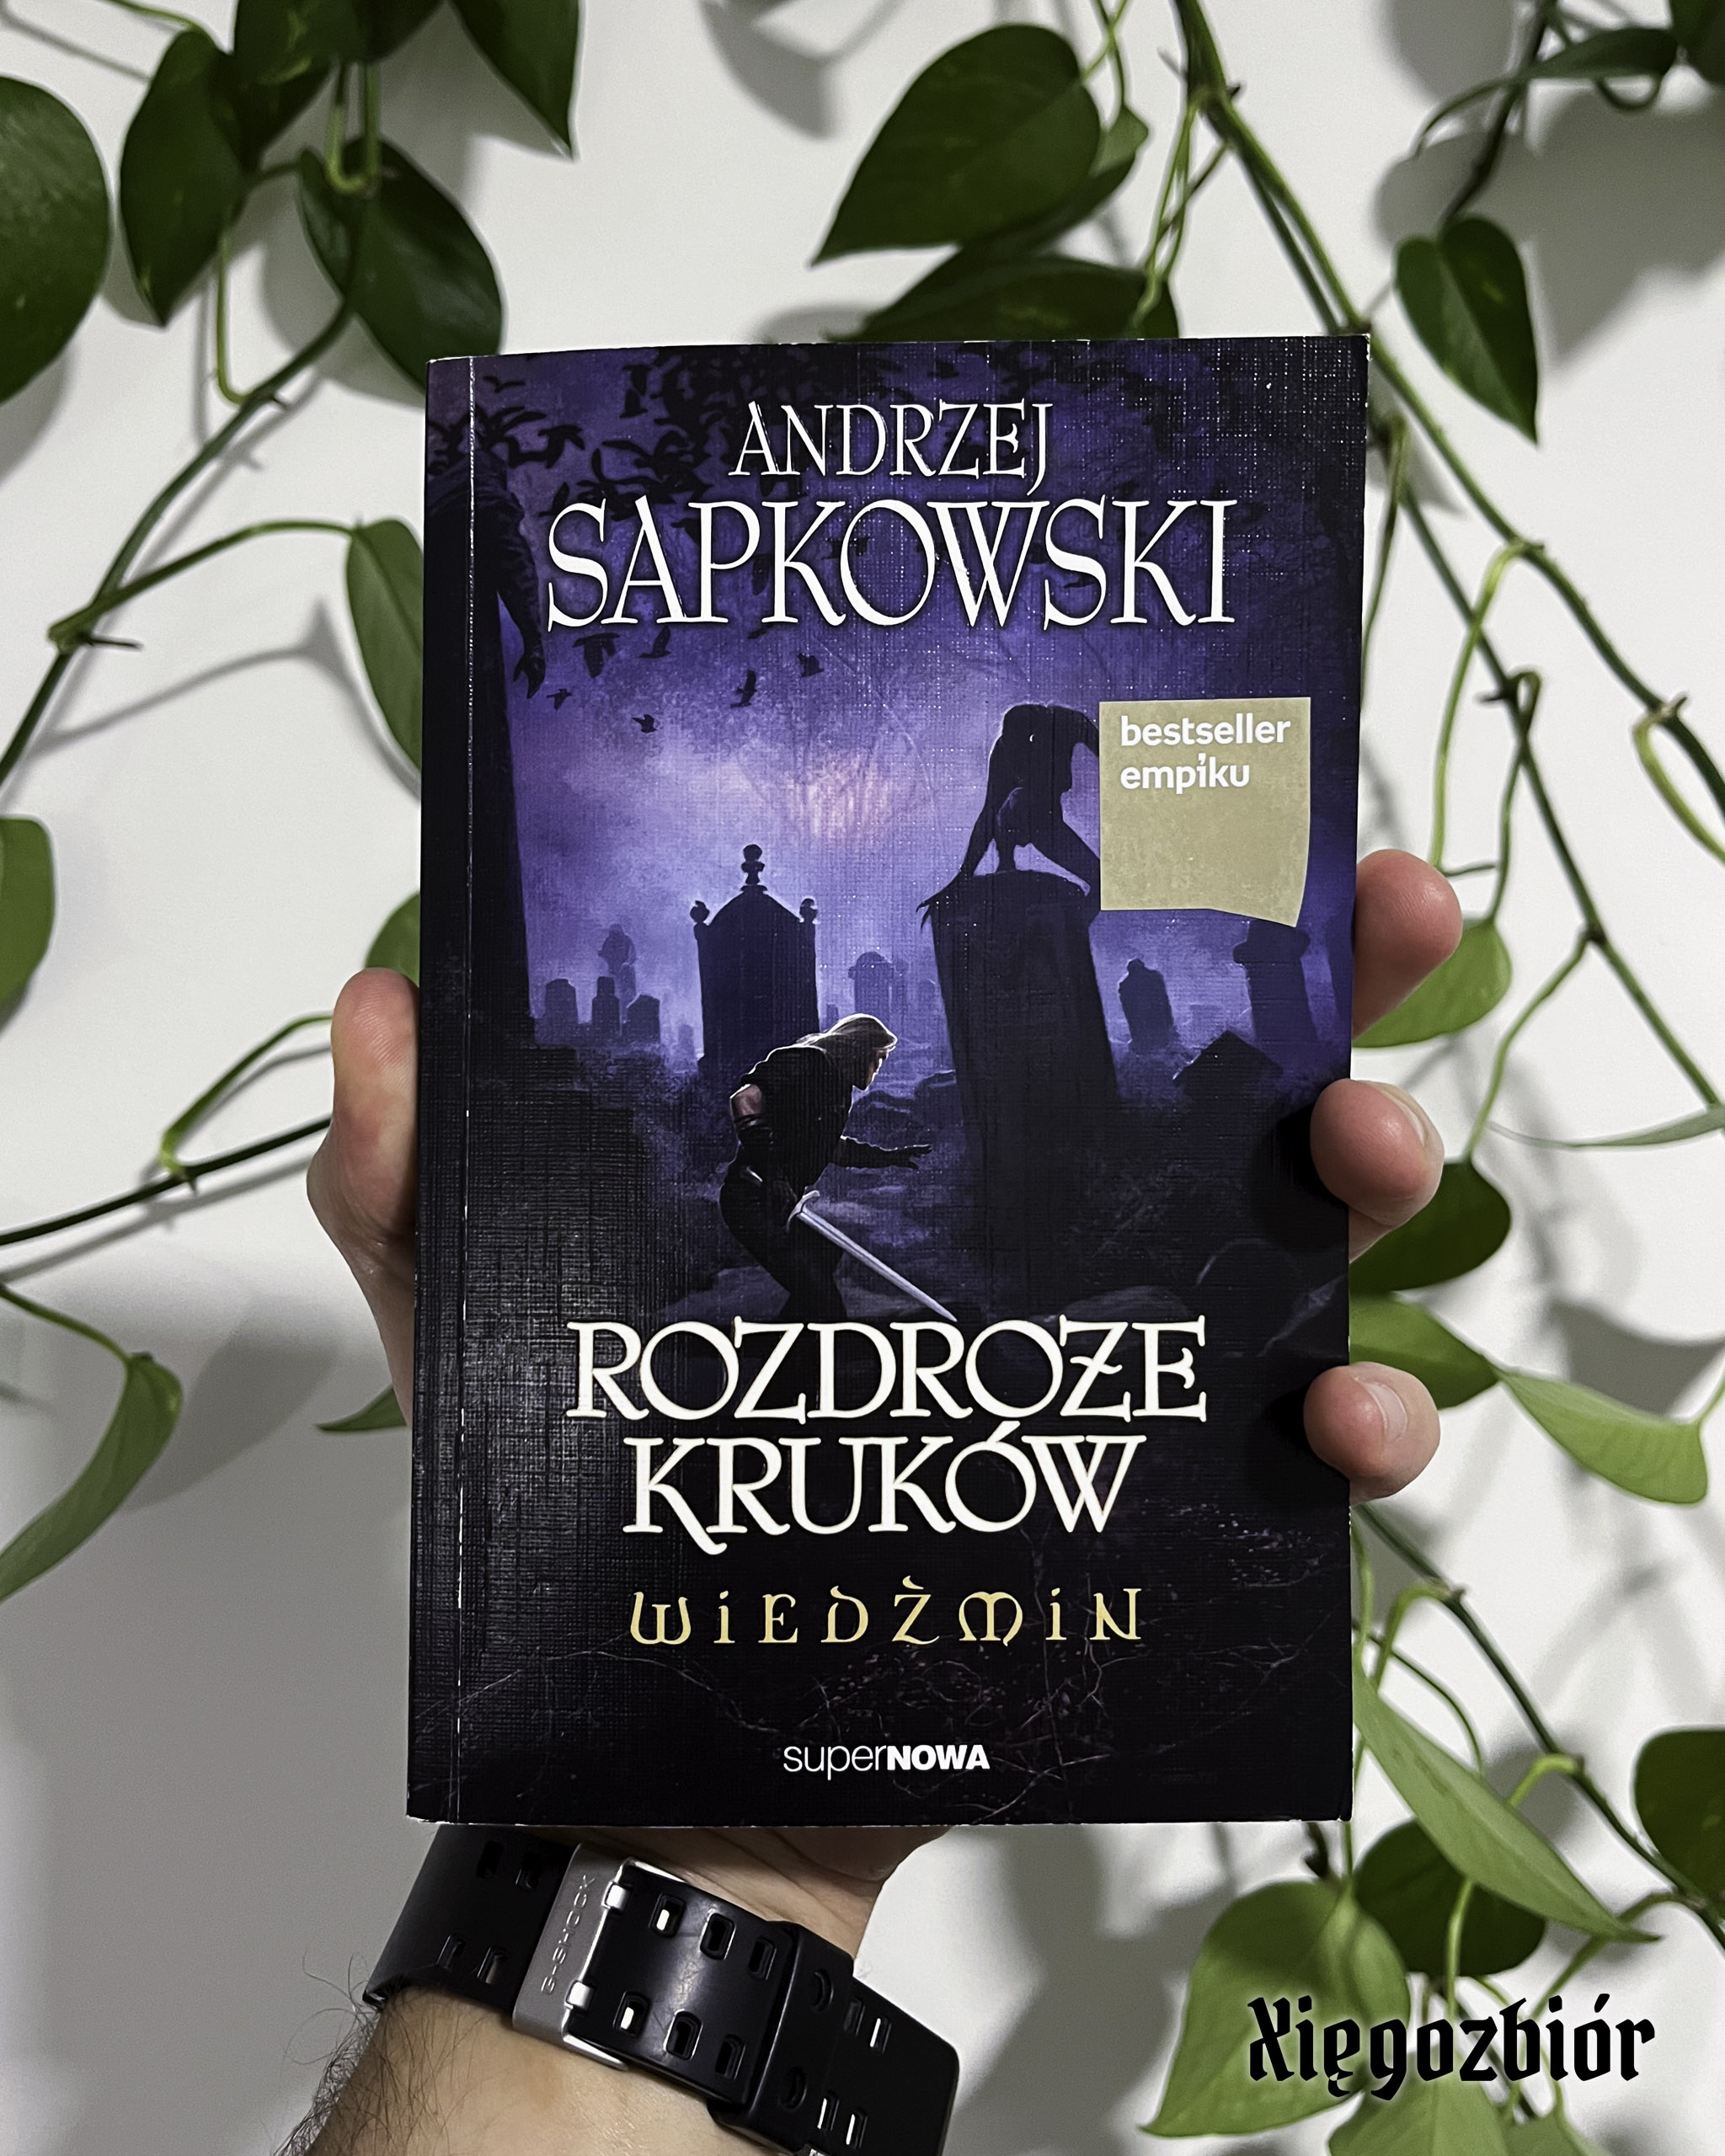 ANDRZEJ
SAPKOWSKI
bestseller
empiku
ROZDROŻE
KRUKÓW
WIEDŹMIN
superNOWA
G-SHOCK
Xięgozbiór